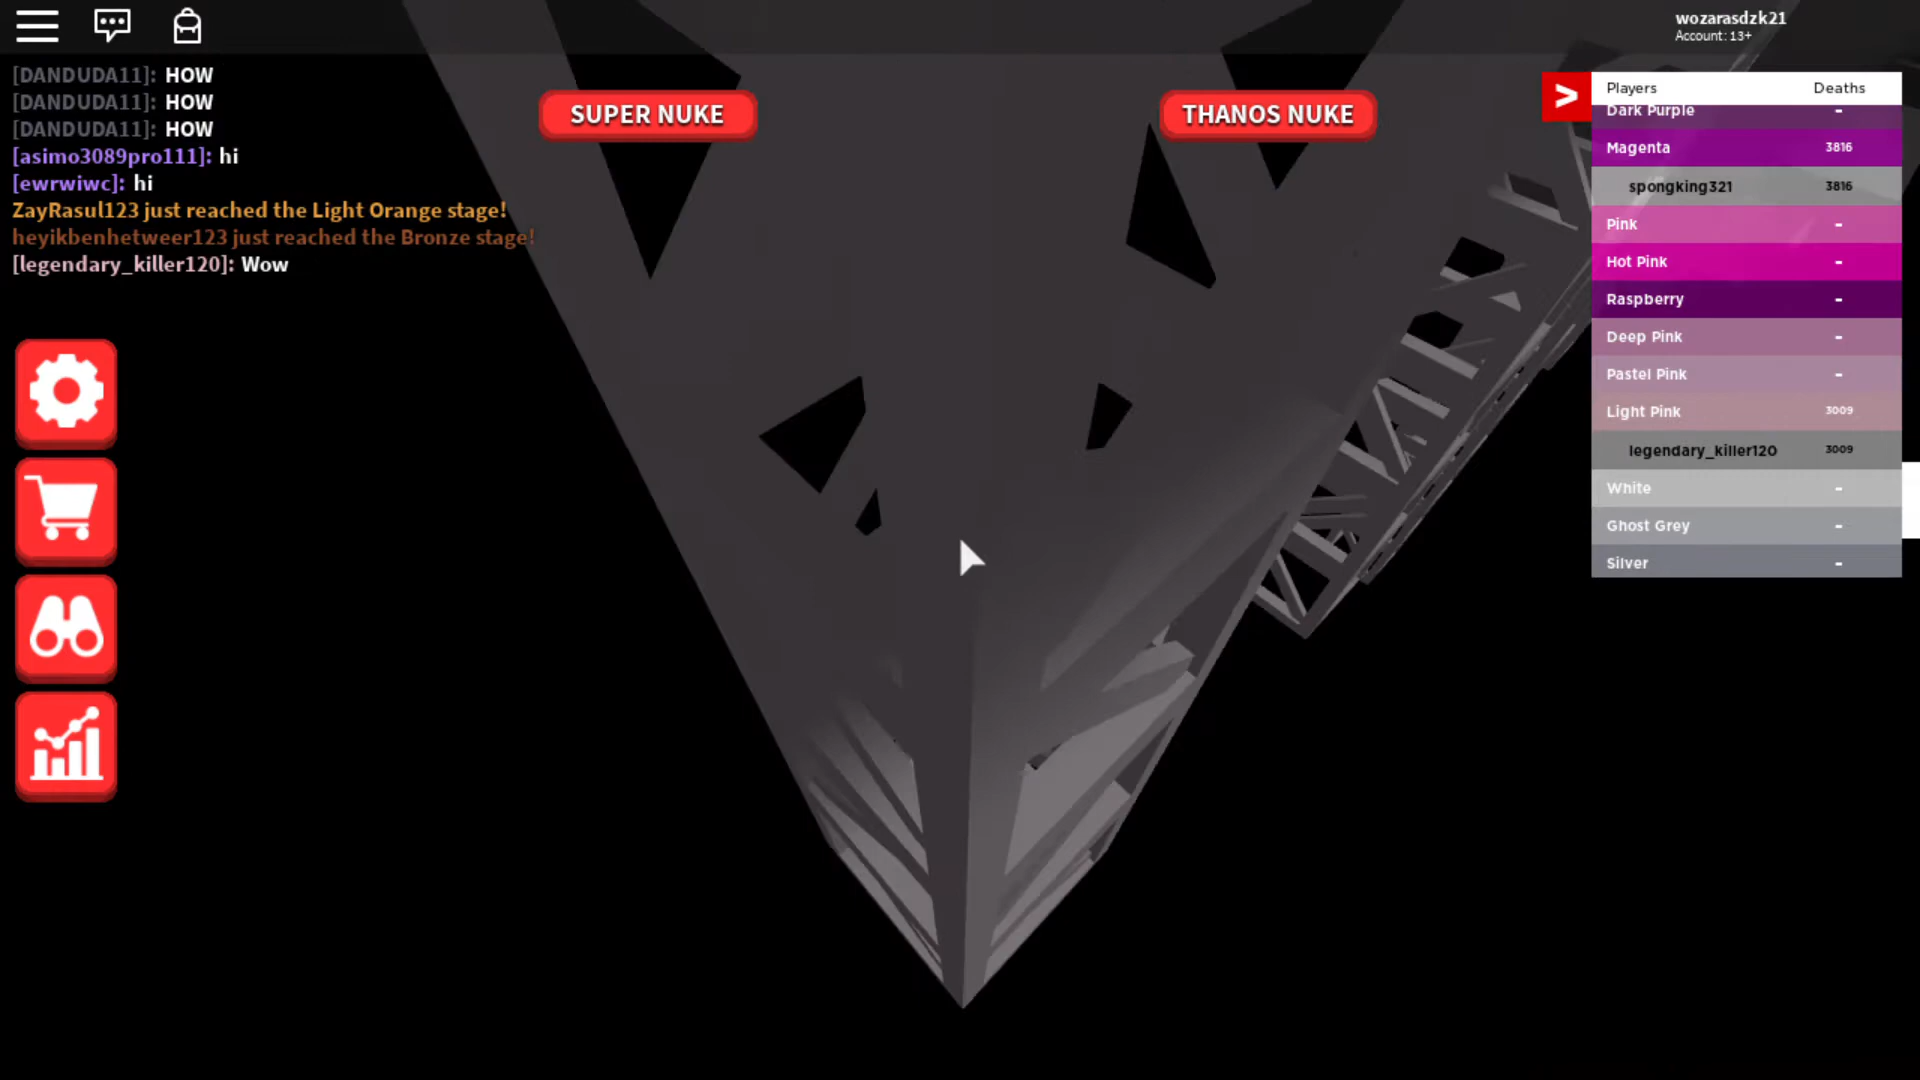 wozarasdzk21
Account: 13+
[DANDUDA11]: HOW
[DANDUDA11]: HOW
[DANDUDA11]: HOW
[asimo3089pro111]: hi
[ewrwiwc]: hi
ZayRasul123 just reached the Light Orange stage!
heyikbenhetweer123 just reached the Bronze stage!
[legendary_killer120]: Wow
SUPER NUKE
THANOS NUKE
>
Players Deaths
Dark Purple -
Magenta 3816
spongking321 3816
Pink -
Hot Pink -
Raspberry -
Deep Pink -
Pastel Pink -
Light Pink 3009
legendary_killer120 3009
White -
Ghost Grey -
Silver -